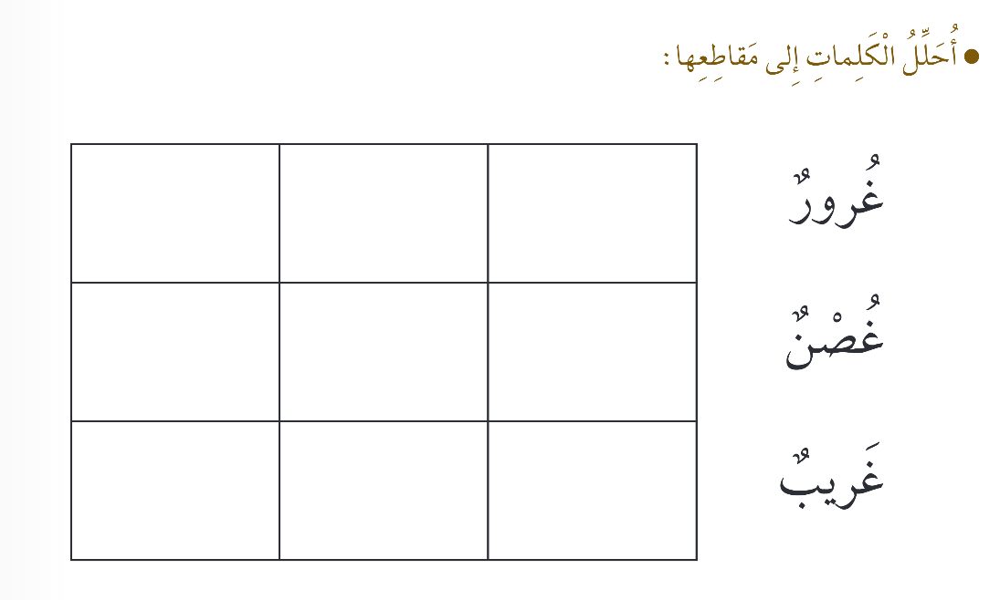 ● أُحَلِّلُ الْكَلِماتِ إِلى مَقاطِعِها :
غُرورٌ
غُصْنٌ
غَريبٌ